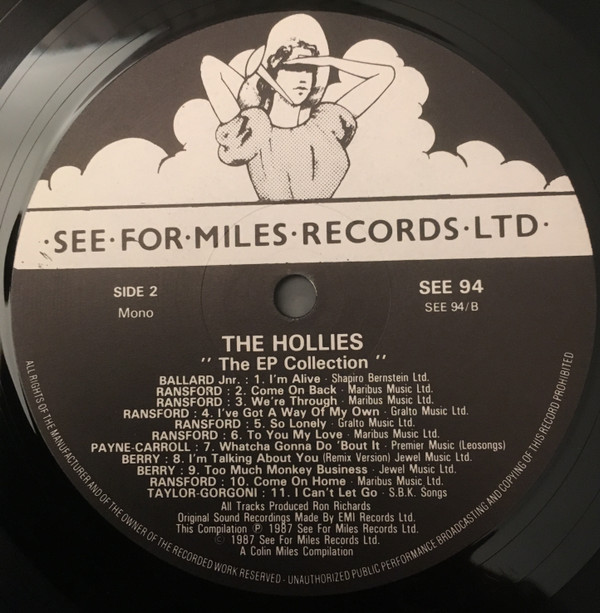 ·SEE·FOR·MILES·RECORDS·LTD·
SIDE 2
Mono
SEE 94
SEE 94/B
THE HOLLIES
" The EP Collection "
BALLARD Jnr. : 1. I'm Alive · Shapiro Bernstein Ltd.
RANSFORD : 2. Come On Back · Maribus Music Ltd.
RANSFORD : 3. We're Through · Maribus Music Ltd.
RANSFORD : 4. I've Got A Way Of My Own · Gralto Music Ltd.
RANSFORD : 5. So Lonely · Gralto Music Ltd.
RANSFORD : 6. To You My Love · Maribus Music Ltd.
PAYNE-CARROLL : 7. Whatcha Gonna Do 'Bout It · Premier Music (Leosongs)
BERRY : 8. I'm Talking About You (Remix Version) Jewel Music Ltd.
BERRY : 9. Too Much Monkey Business · Jewel Music Ltd.
RANSFORD : 10. Come On Home · Maribus Music Ltd.
TAYLOR-GORGONI : 11. I Can't Let Go · S.B.K. Songs
All Tracks Produced Ron Richards
Original Sound Recordings Made By EMI Records Ltd.
This Compilation ℗ 1987 See For Miles Records Ltd.
© 1987 See For Miles Records Ltd.
A Colin Miles Compilation
ALL RIGHTS OF THE MANUFACTURER AND OF THE OWNER OF THE RECORDED WORK RESERVED · UNAUTHORIZED PUBLIC PERFORMANCE BROADCASTING AND COPYING OF THIS RECORD PROHIBITED